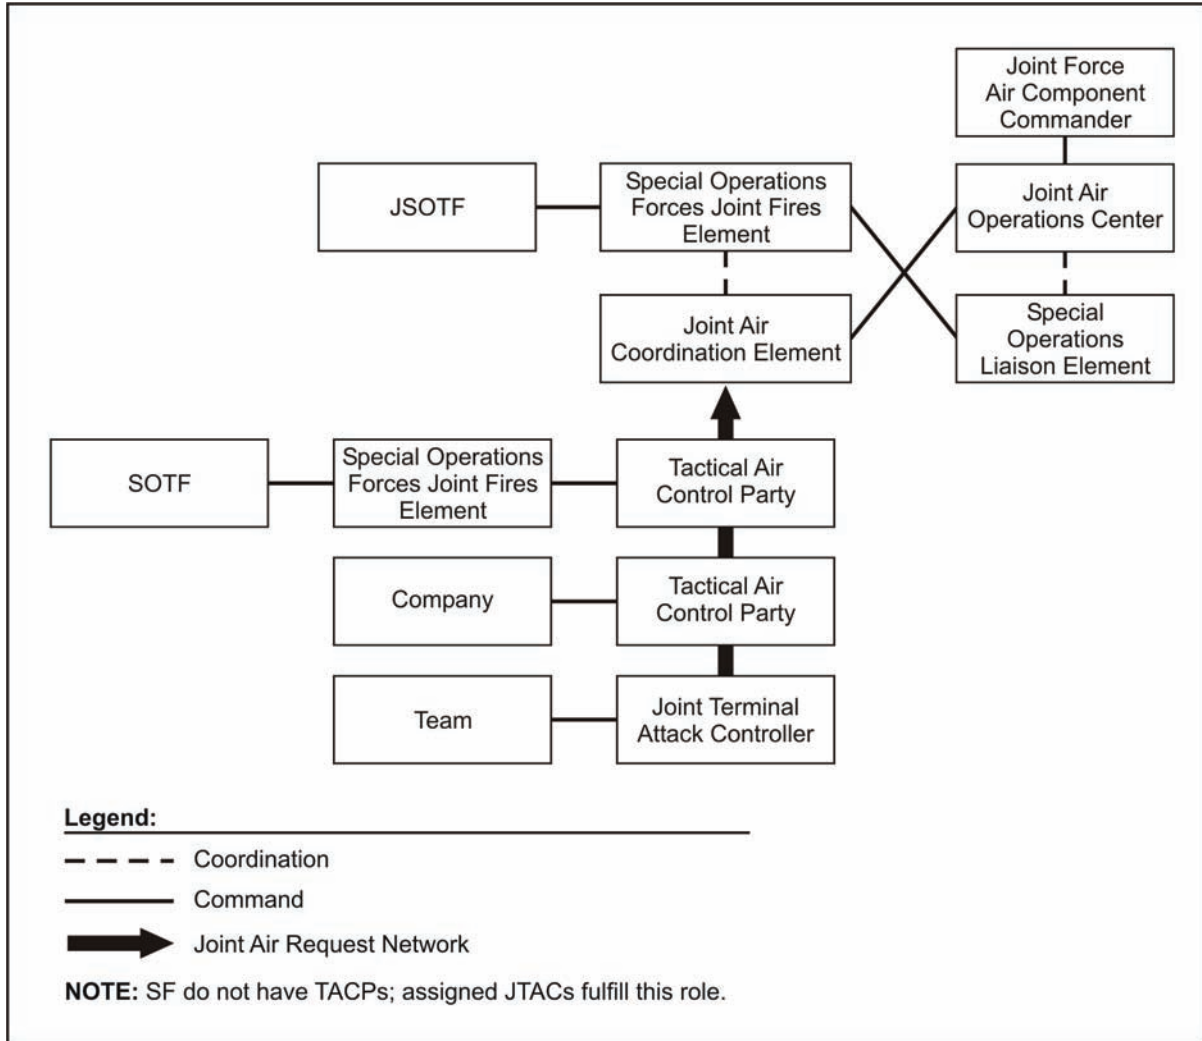 Joint Force
Air Component
Commander
JSOTF
Special Operations
Forces Joint Fires
Element
Joint Air
Operations Center
Joint Air
Coordination Element
Special
Operations
Liaison Element
SOTF
Special Operations
Forces Joint Fires
Element
Tactical Air
Control Party
Company
Tactical Air
Control Party
Team
Joint Terminal
Attack Controller
Legend:
Coordination
Command
Joint Air Request Network
NOTE: SF do not have TACPs; assigned JTACs fulfill this role.